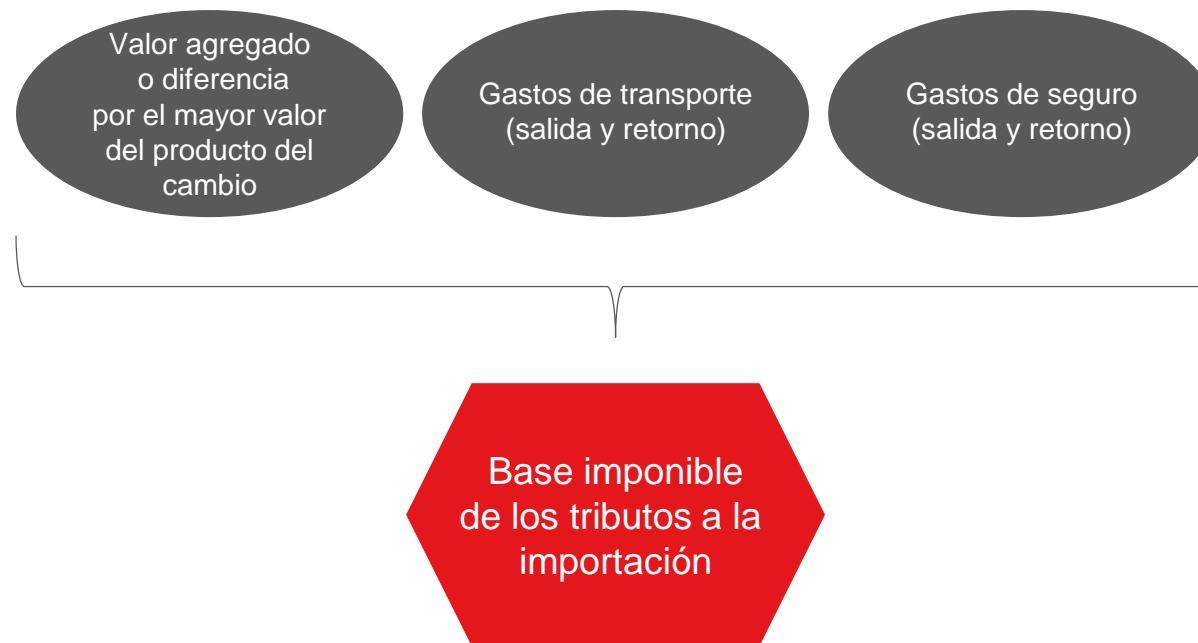 Valor agregado
o diferencia
por el mayor valor
del producto del
cambio
Gastos de transporte
(salida y retorno)
Gastos de seguro
(salida y retorno)
Base imponible
de los tributos a la
importación